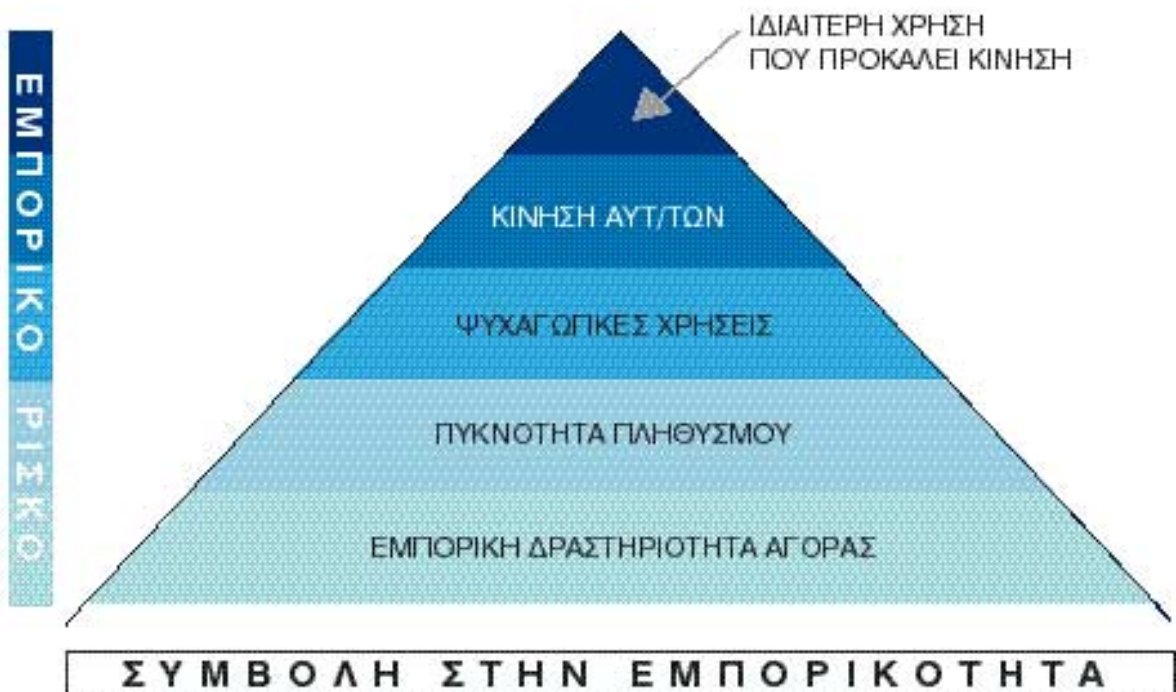 ΙΔΙΑΙΤΕΡΗ ΧΡΗΣΗ
ΠΟΥ ΠΡΟΚΑΛΕΙ ΚΙΝΗΣΗ
ΕΜΠΟΡΙΚΟ ΡΙΣΚΟ
ΚΙΝΗΣΗ ΑΥΤ/ΤΩΝ
ΨΥΧΑΓΩΓΙΚΕΣ ΧΡΗΣΕΙΣ
ΠΥΚΝΟΤΗΤΑ ΠΛΗΘΥΣΜΟΥ
ΕΜΠΟΡΙΚΗ ΔΡΑΣΤΗΡΙΟΤΗΤΑ ΑΓΟΡΑΣ
ΣΥΜΒΟΛΗ ΣΤΗΝ ΕΜΠΟΡΙΚΟΤΗΤΑ